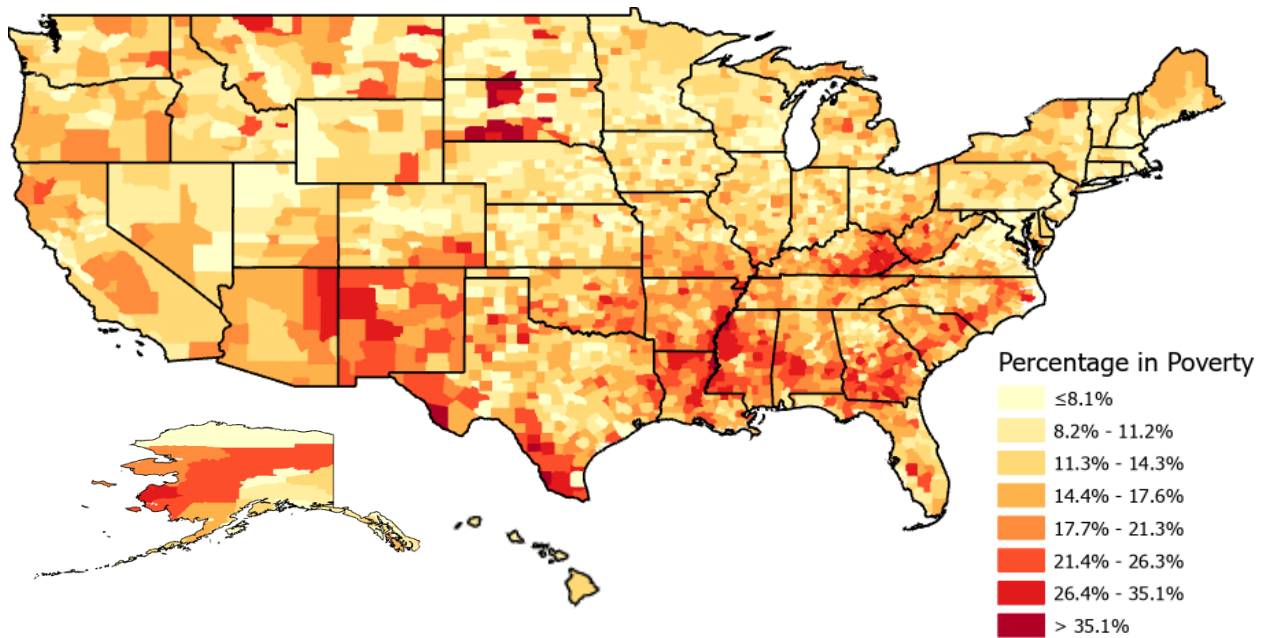 Percentage in Poverty
≤8.1%
8.2% - 11.2%
11.3% - 14.3%
14.4% - 17.6%
17.7% - 21.3%
21.4% - 26.3%
26.4% - 35.1%
> 35.1%